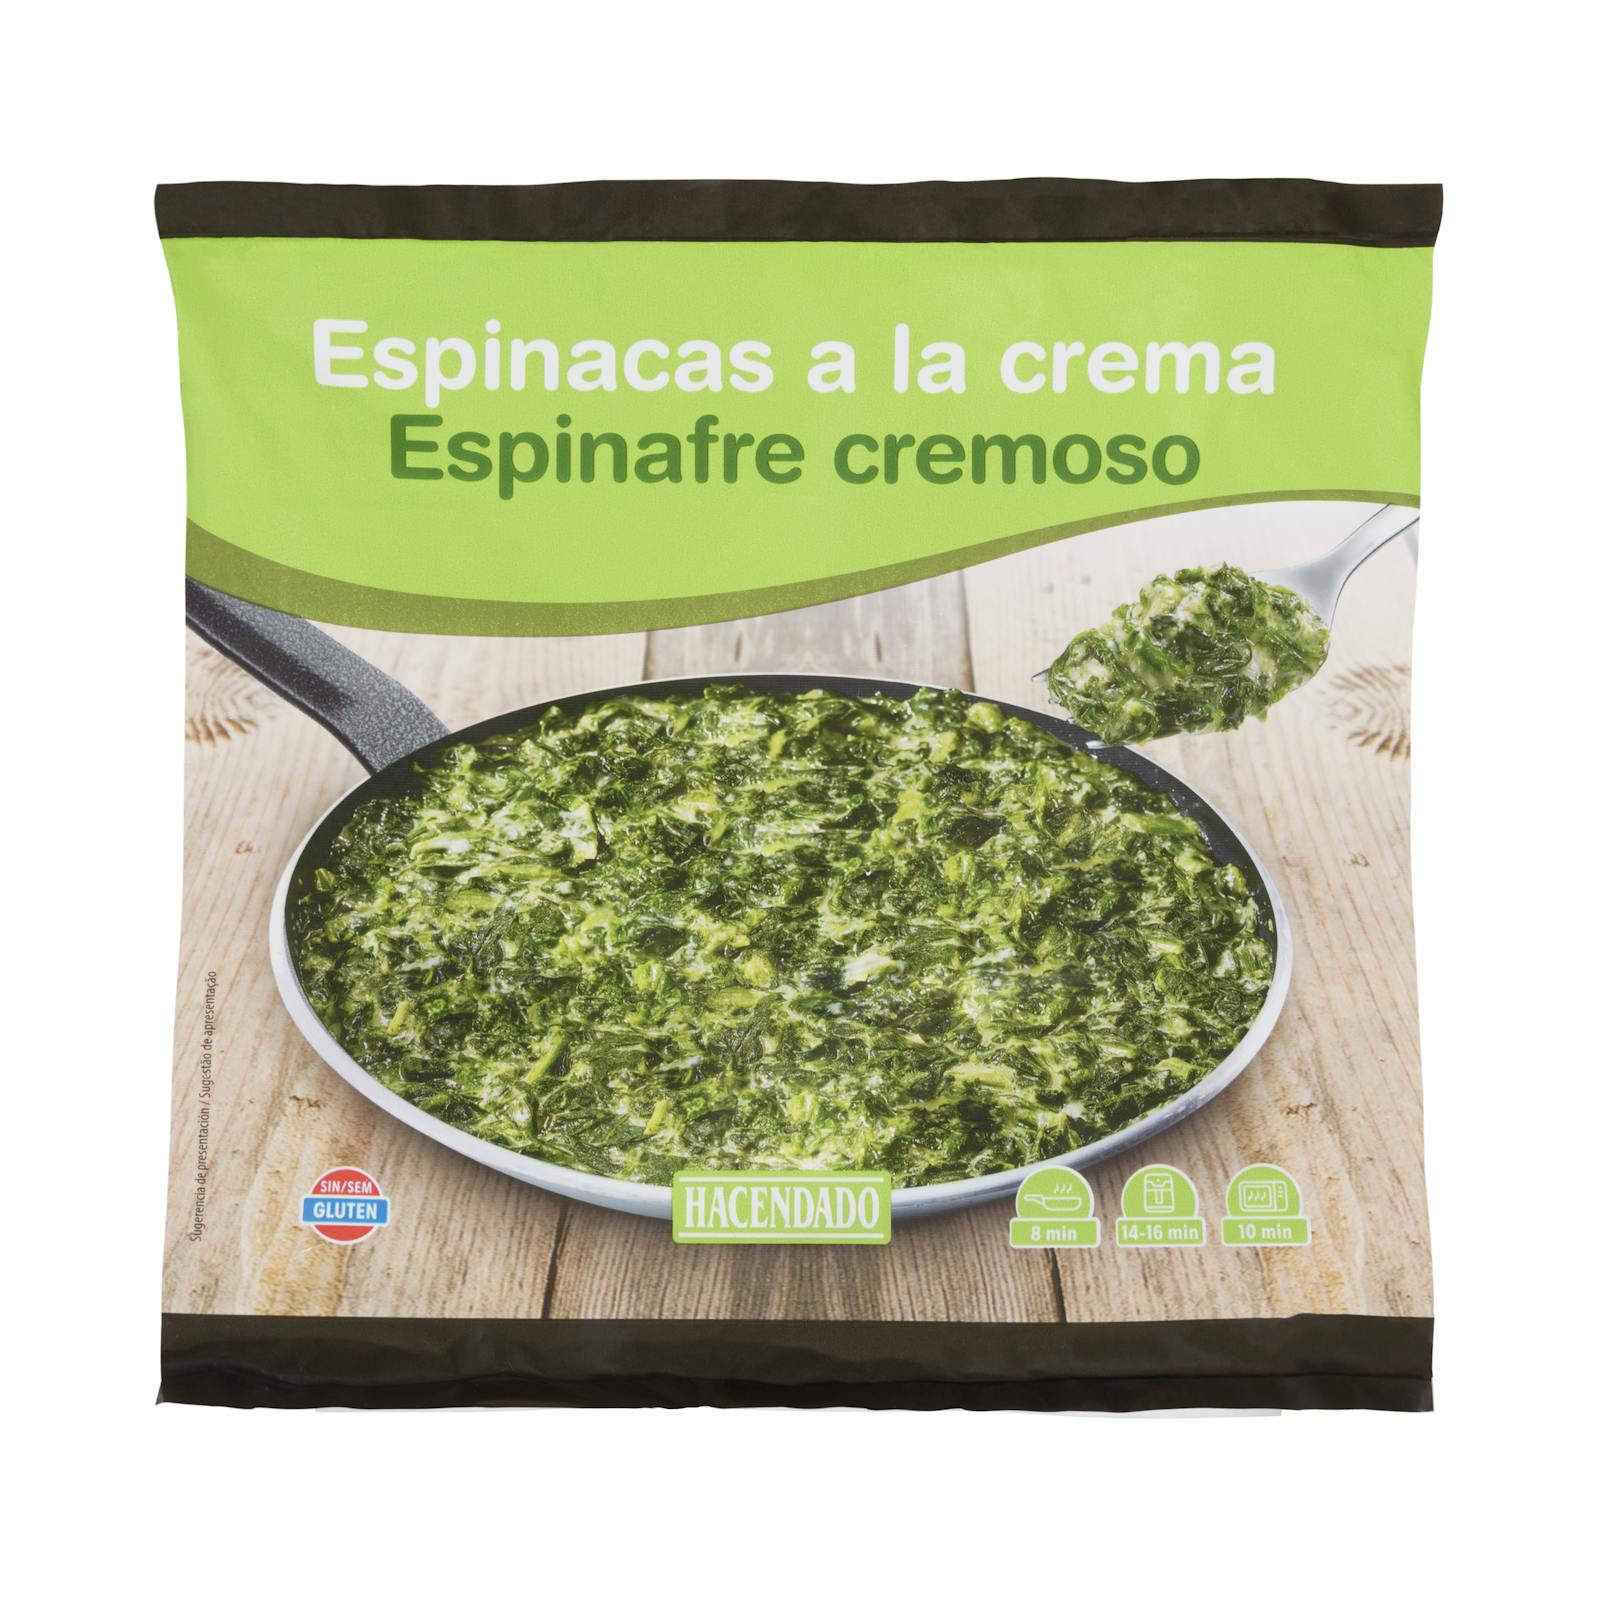 Espinacas a la crema
Espinafre cremoso
Sugerencia de presentación / Sugestão de apresentação
SIN/SEM
GLUTEN
HACENDADO
8 min
14-16 min
10 min